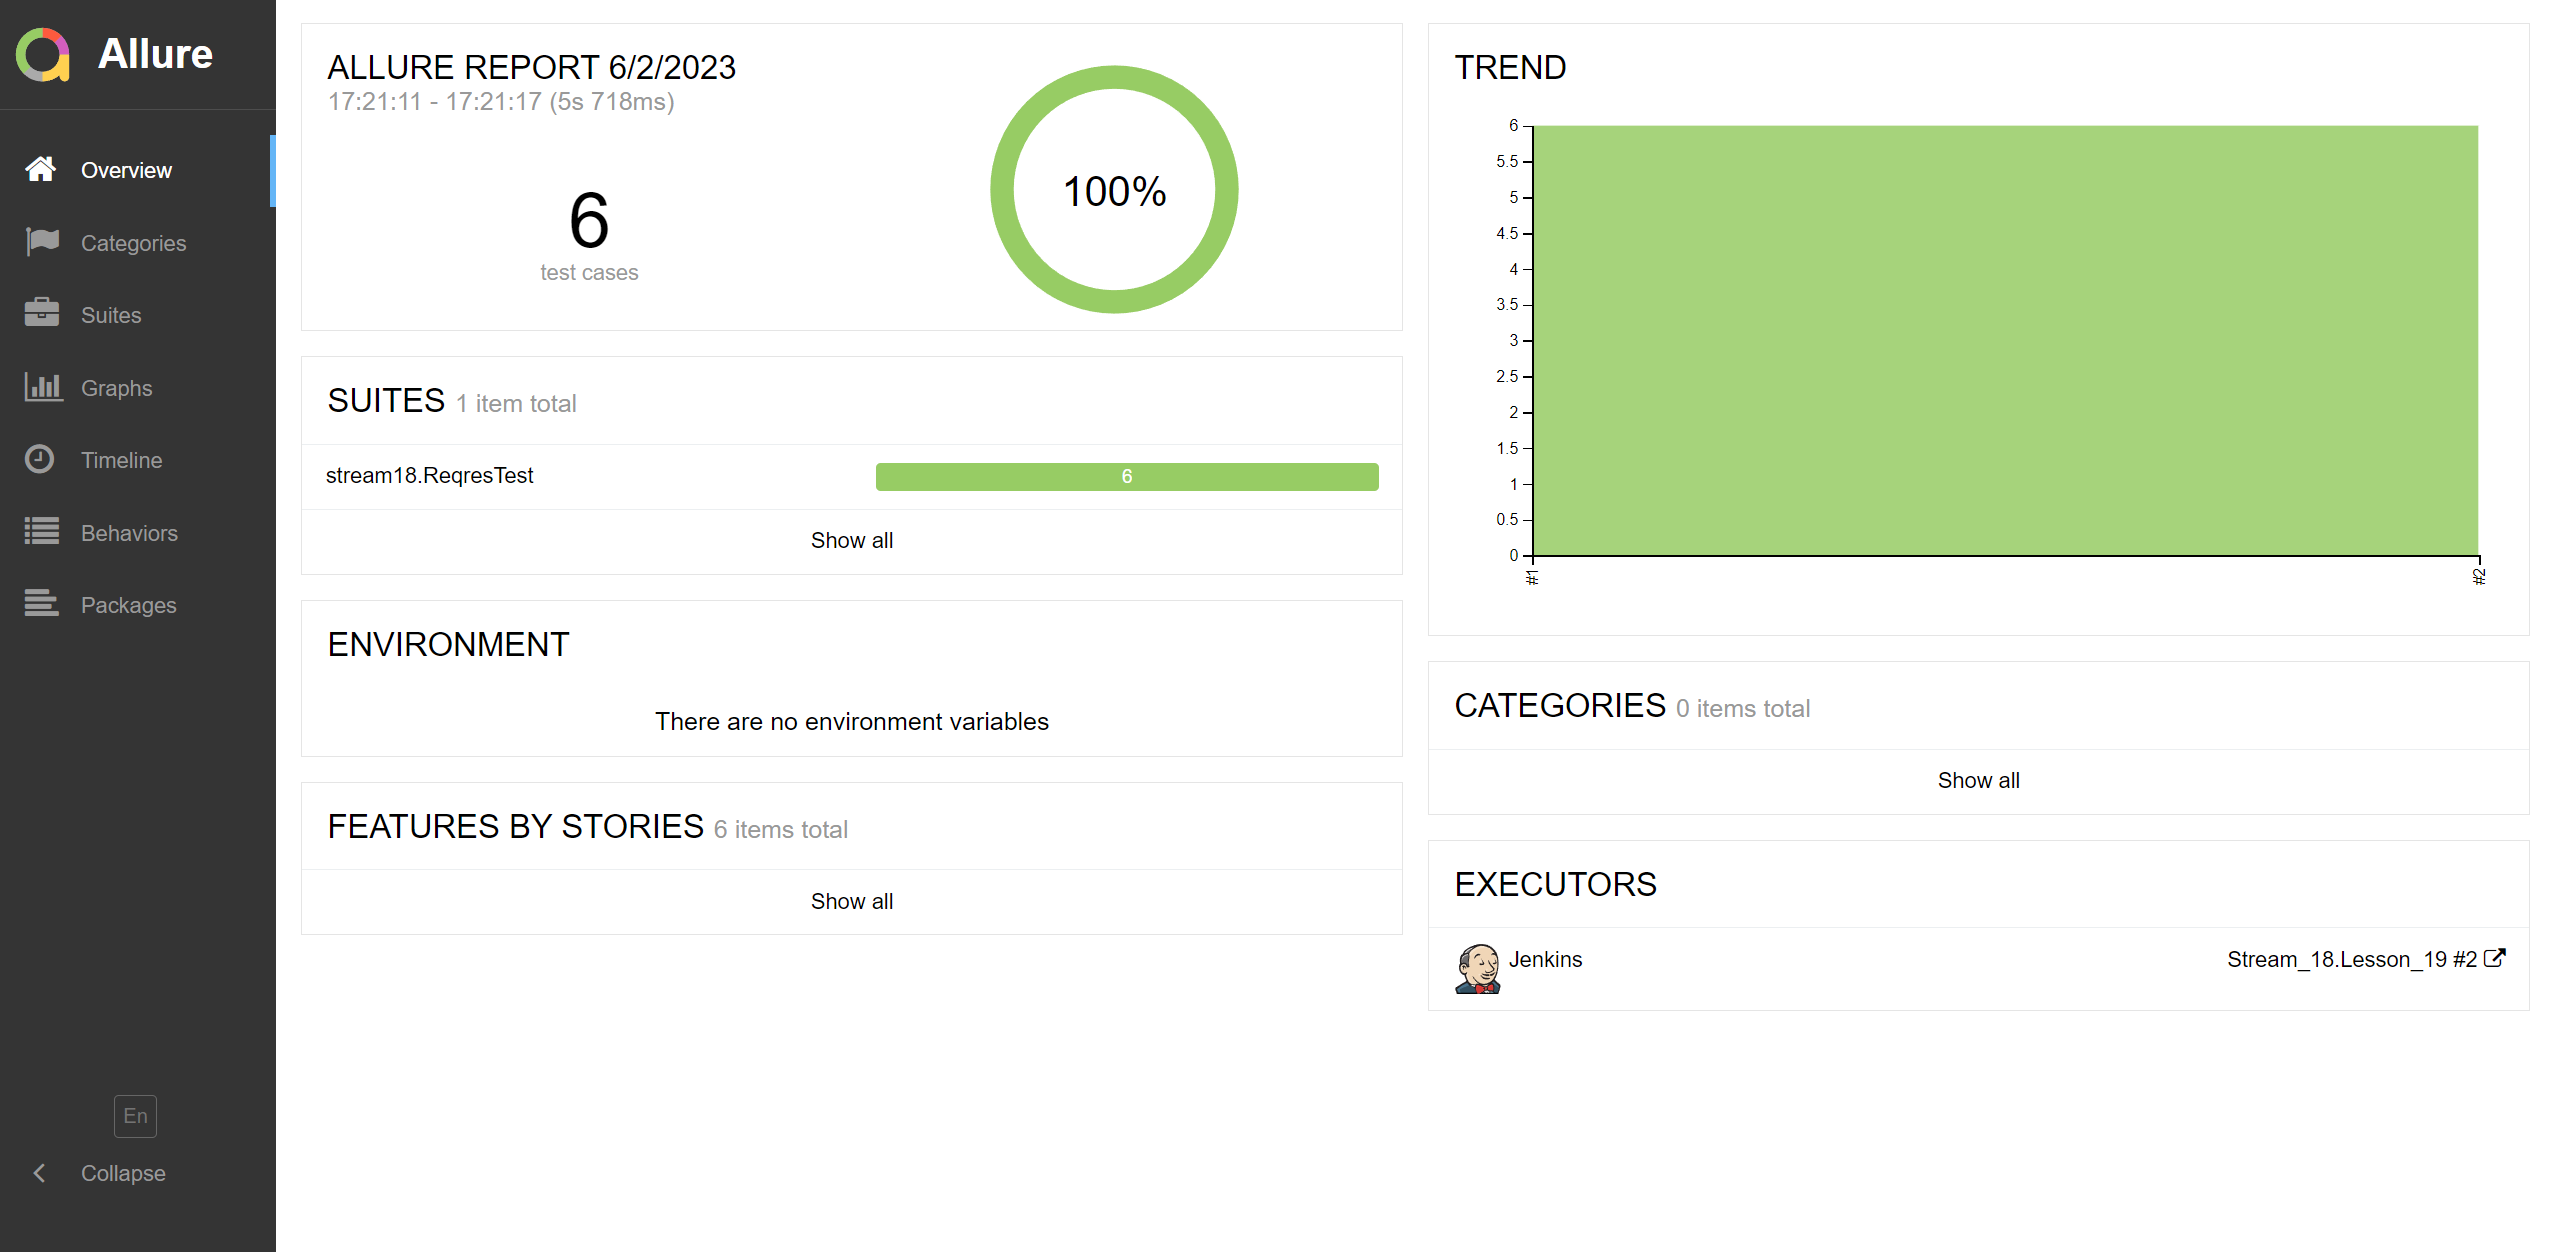 Allure
Overview
Categories
Suites
Graphs
Timeline
Behaviors
Packages
En
Collapse
ALLURE REPORT 6/2/2023
17:21:11 - 17:21:17 (5s 718ms)
6
test cases
100%
SUITES 1 item total
stream18.ReqresTest 6
Show all
ENVIRONMENT
There are no environment variables
FEATURES BY STORIES 6 items total
Show all
TREND
6
5.5
5
4.5
4
3.5
3
2.5
2
1.5
1
0.5
0
#1 #2
CATEGORIES 0 items total
Show all
EXECUTORS
Jenkins Stream_18.Lesson_19 #2